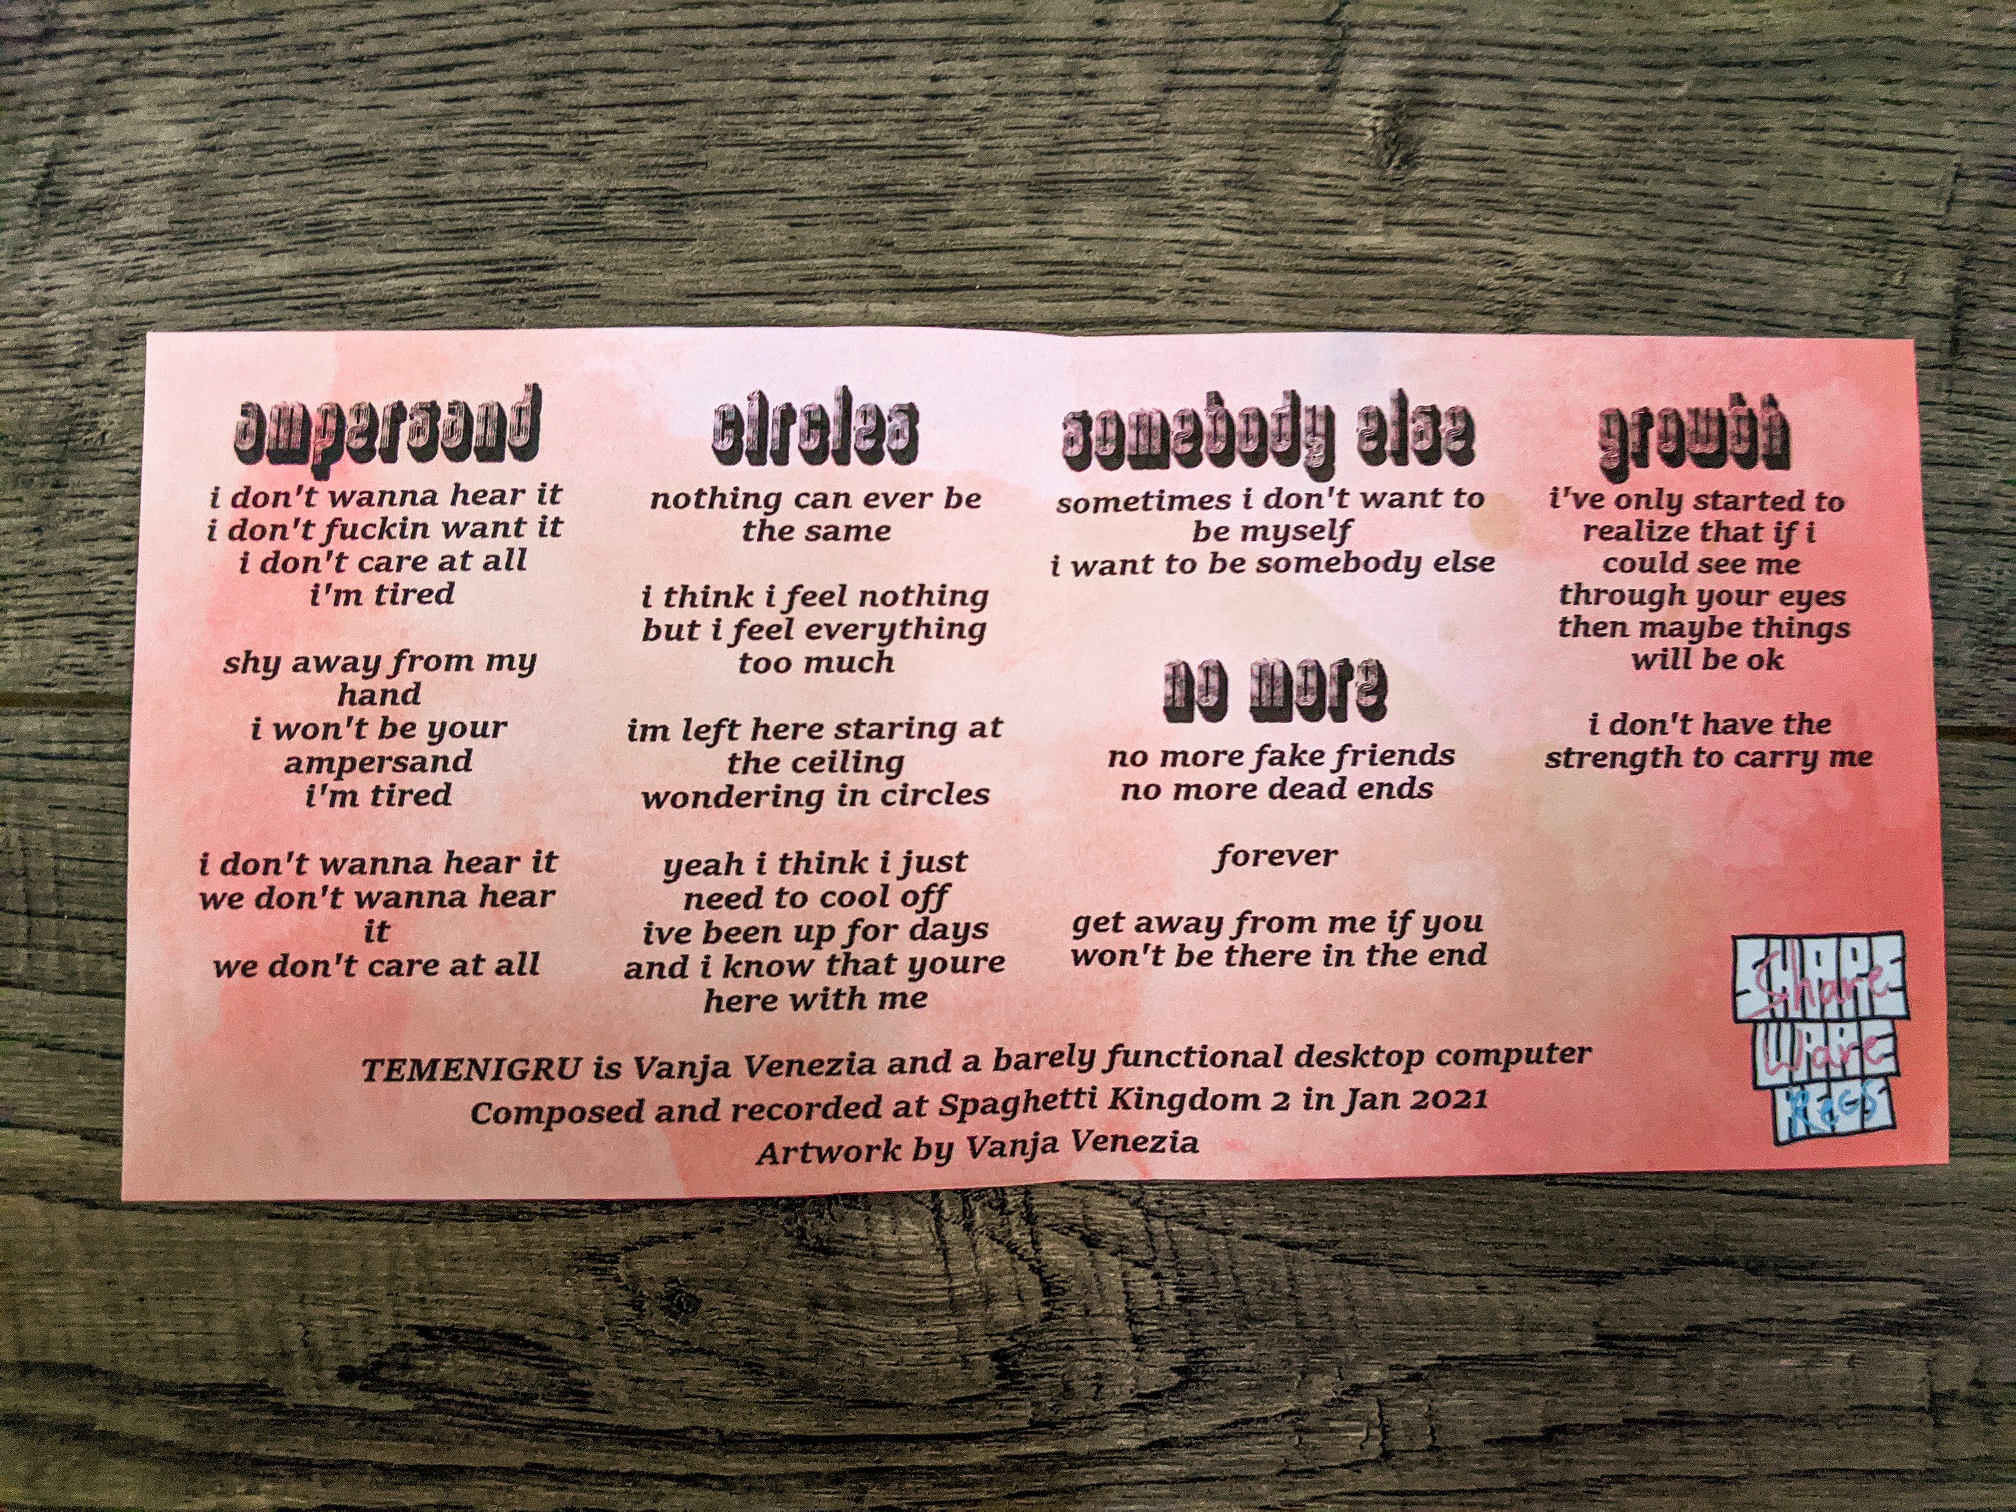 ampersand
i don't wanna hear it
i don't fuckin want it
i don't care at all
i'm tired
shy away from my
hand
i won't be your
ampersand
i'm tired
i don't wanna hear it
we don't wanna hear
it
we don't care at all
circles
nothing can ever be
the same
i think i feel nothing
but i feel everything
too much
im left here staring at
the ceiling
wondering in circles
yeah i think i just
need to cool off
ive been up for days
and i know that youre
here with me
somebody else
sometimes i don't want to
be myself
i want to be somebody else
no more
no more fake friends
no more dead ends
forever
get away from me if you
won't be there in the end
growth
i've only started to
realize that if i
could see me
through your eyes
then maybe things
will be ok
i don't have the
strength to carry me
TEMENIGRU is Vanja Venezia and a barely functional desktop computer
Composed and recorded at Spaghetti Kingdom 2 in Jan 2021
Artwork by Vanja Venezia
Share
Ware
RECS